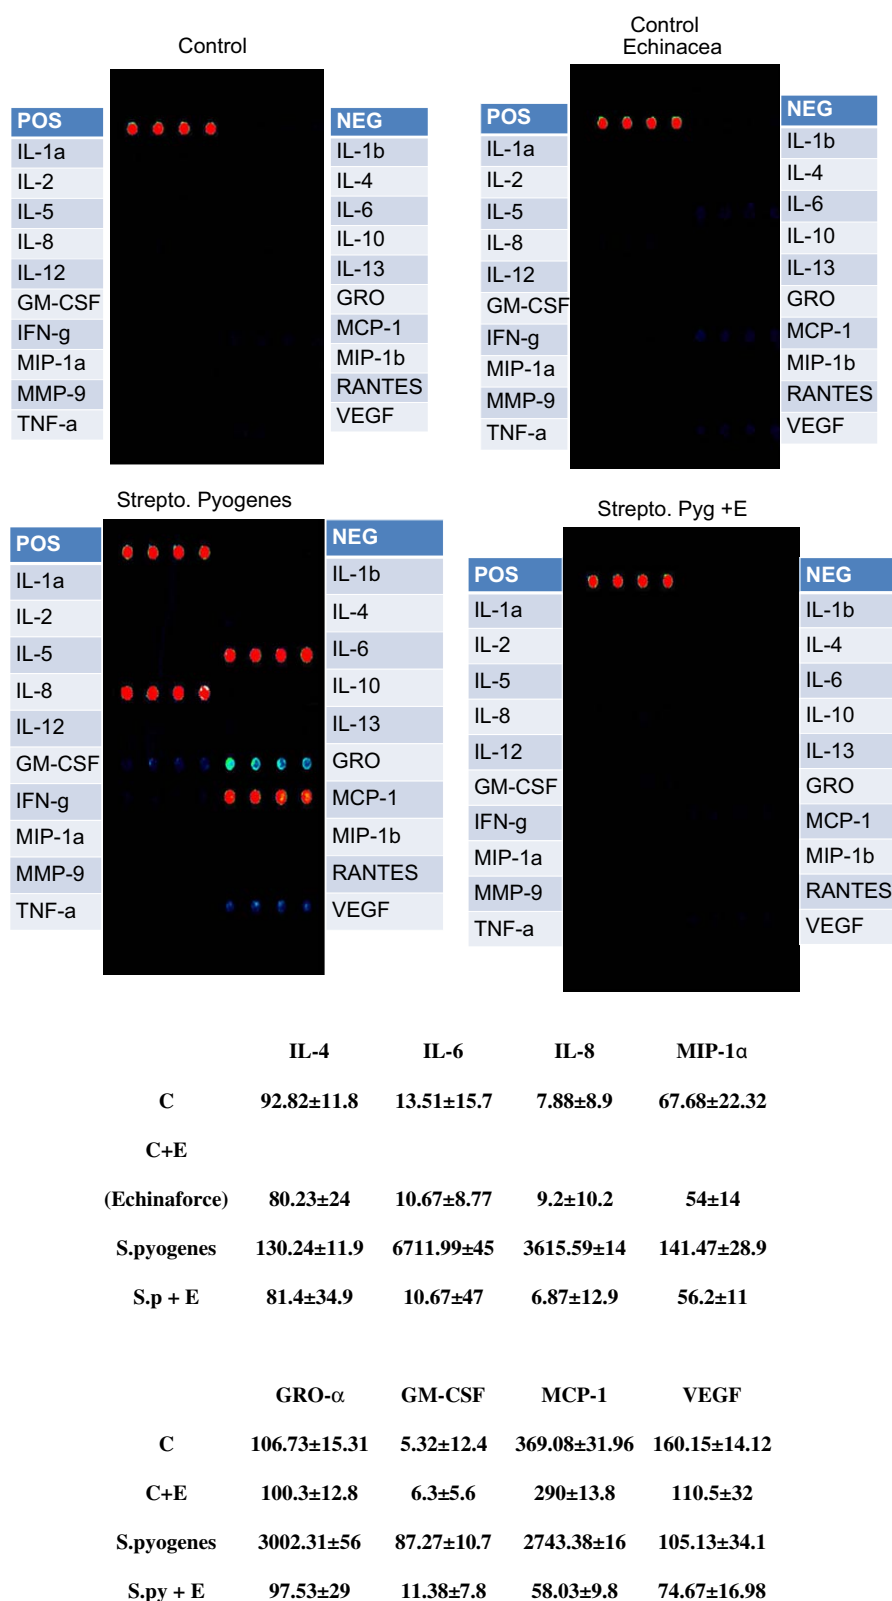 Control
POS
IL-1a
IL-2
IL-5
IL-8
IL-12
GM-CSF
IFN-g
MIP-1a
MMP-9
TNF-a
NEG
IL-1b
IL-4
IL-6
IL-10
IL-13
GRO
MCP-1
MIP-1b
RANTES
VEGF
Control
Echinacea
POS
IL-1a
IL-2
IL-5
IL-8
IL-12
GM-CSF
IFN-g
MIP-1a
MMP-9
TNF-a
NEG
IL-1b
IL-4
IL-6
IL-10
IL-13
GRO
MCP-1
MIP-1b
RANTES
VEGF
Strepto. Pyogenes
POS
IL-1a
IL-2
IL-5
IL-8
IL-12
GM-CSF
IFN-g
MIP-1a
MMP-9
TNF-a
NEG
IL-1b
IL-4
IL-6
IL-10
IL-13
GRO
MCP-1
MIP-1b
RANTES
VEGF
Strepto. Pyg +E
POS
IL-1a
IL-2
IL-5
IL-8
IL-12
GM-CSF
IFN-g
MIP-1a
MMP-9
TNF-a
NEG
IL-1b
IL-4
IL-6
IL-10
IL-13
GRO
MCP-1
MIP-1b
RANTES
VEGF
IL-4 IL-6 IL-8 MIP-1α
C 92.82±11.8 13.51±15.7 7.88±8.9 67.68±22.32
C+E
(Echinaforce) 80.23±24 10.67±8.77 9.2±10.2 54±14
S.pyogenes 130.24±11.9 6711.99±45 3615.59±14 141.47±28.9
S.p + E 81.4±34.9 10.67±47 6.87±12.9 56.2±11
GRO-α GM-CSF MCP-1 VEGF
C 106.73±15.31 5.32±12.4 369.08±31.96 160.15±14.12
C+E 100.3±12.8 6.3±5.6 290±13.8 110.5±32
S.pyogenes 3002.31±56 87.27±10.7 2743.38±16 105.13±34.1
S.py + E 97.53±29 11.38±7.8 58.03±9.8 74.67±16.98